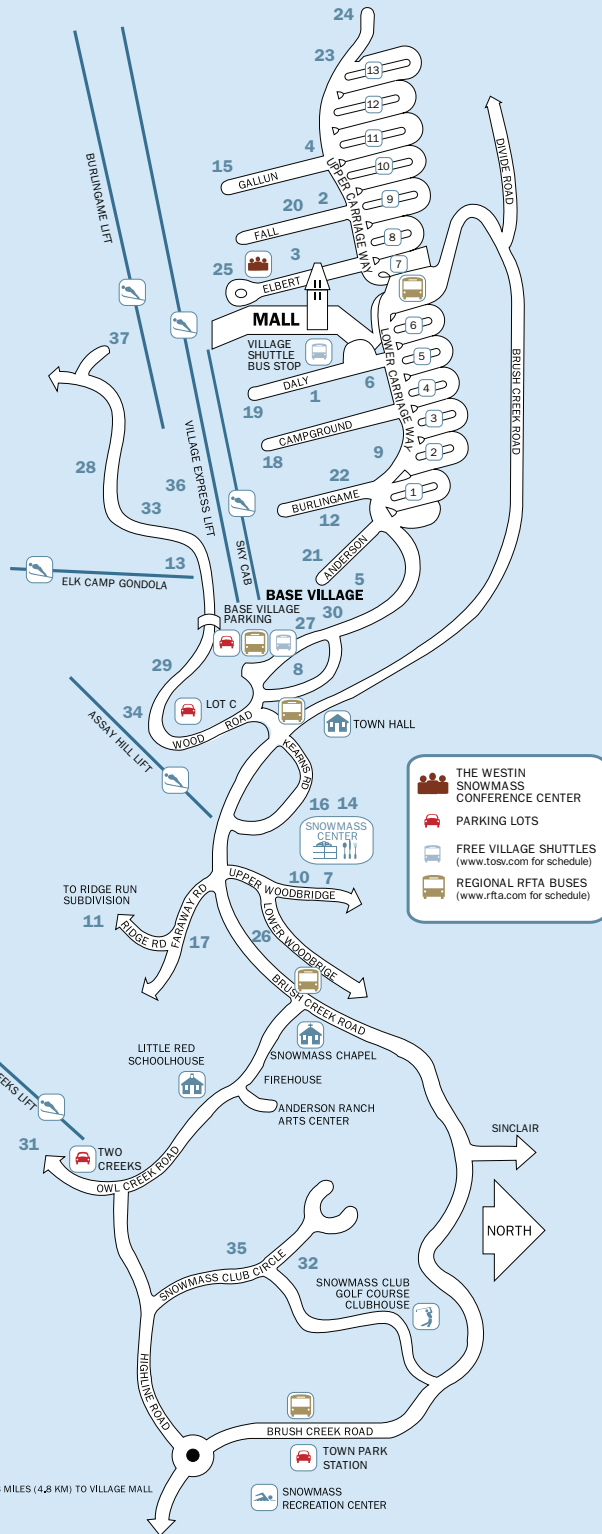 24
23
13
12
11
4
10
15
GALLUN
UPPER CARRIAGE WAY
DIVIDE ROAD
BURLINGAME LIFT
20
2
9
FALL
8
3
7
25
ELBERT
MALL
6
VILLAGE
SHUTTLE
BUS STOP
LOWER CARRIAGE WAY
5
BRUSH CREEK ROAD
37
DALY
6
4
1
19
3
CAMPGROUND
9
2
18
28
36
VILLAGE EXPRESS LIFT
22
1
BURLINGAME
33
12
SKY CAB
13
21
ANDERSON
ELK CAMP GONDOLA
5
BASE VILLAGE
BASE VILLAGE
PARKING
30
27
29
8
34
LOT C
WOOD ROAD
TOWN HALL
ASSAY HILL LIFT
KEARNS RD
16 14
SNOWMASS
CENTER
THE WESTIN
SNOWMASS
CONFERENCE CENTER
PARKING LOTS
FREE VILLAGE SHUTTLES
(www.tosv.com for schedule)
REGIONAL RFTA BUSES
(www.rfta.com for schedule)
10 7
UPPER WOODBRIDGE
TO RIDGE RUN
SUBDIVISION
11
RIDGE RD
FARAWAY RD
17
26
LOWER WOODBRIGE
BRUSH CREEK ROAD
LITTLE RED
SCHOOLHOUSE
SNOWMASS CHAPEL
FIREHOUSE
ANDERSON RANCH
ARTS CENTER
EEKS LIFT
31
TWO
CREEKS
OWL CREEK ROAD
SINCLAIR
NORTH
35
SNOWMASS CLUB CIRCLE
32
SNOWMASS CLUB
GOLF COURSE
CLUBHOUSE
HIGHLINE ROAD
BRUSH CREEK ROAD
TOWN PARK
STATION
MILES (4.8 KM) TO VILLAGE MALL
SNOWMASS
RECREATION CENTER